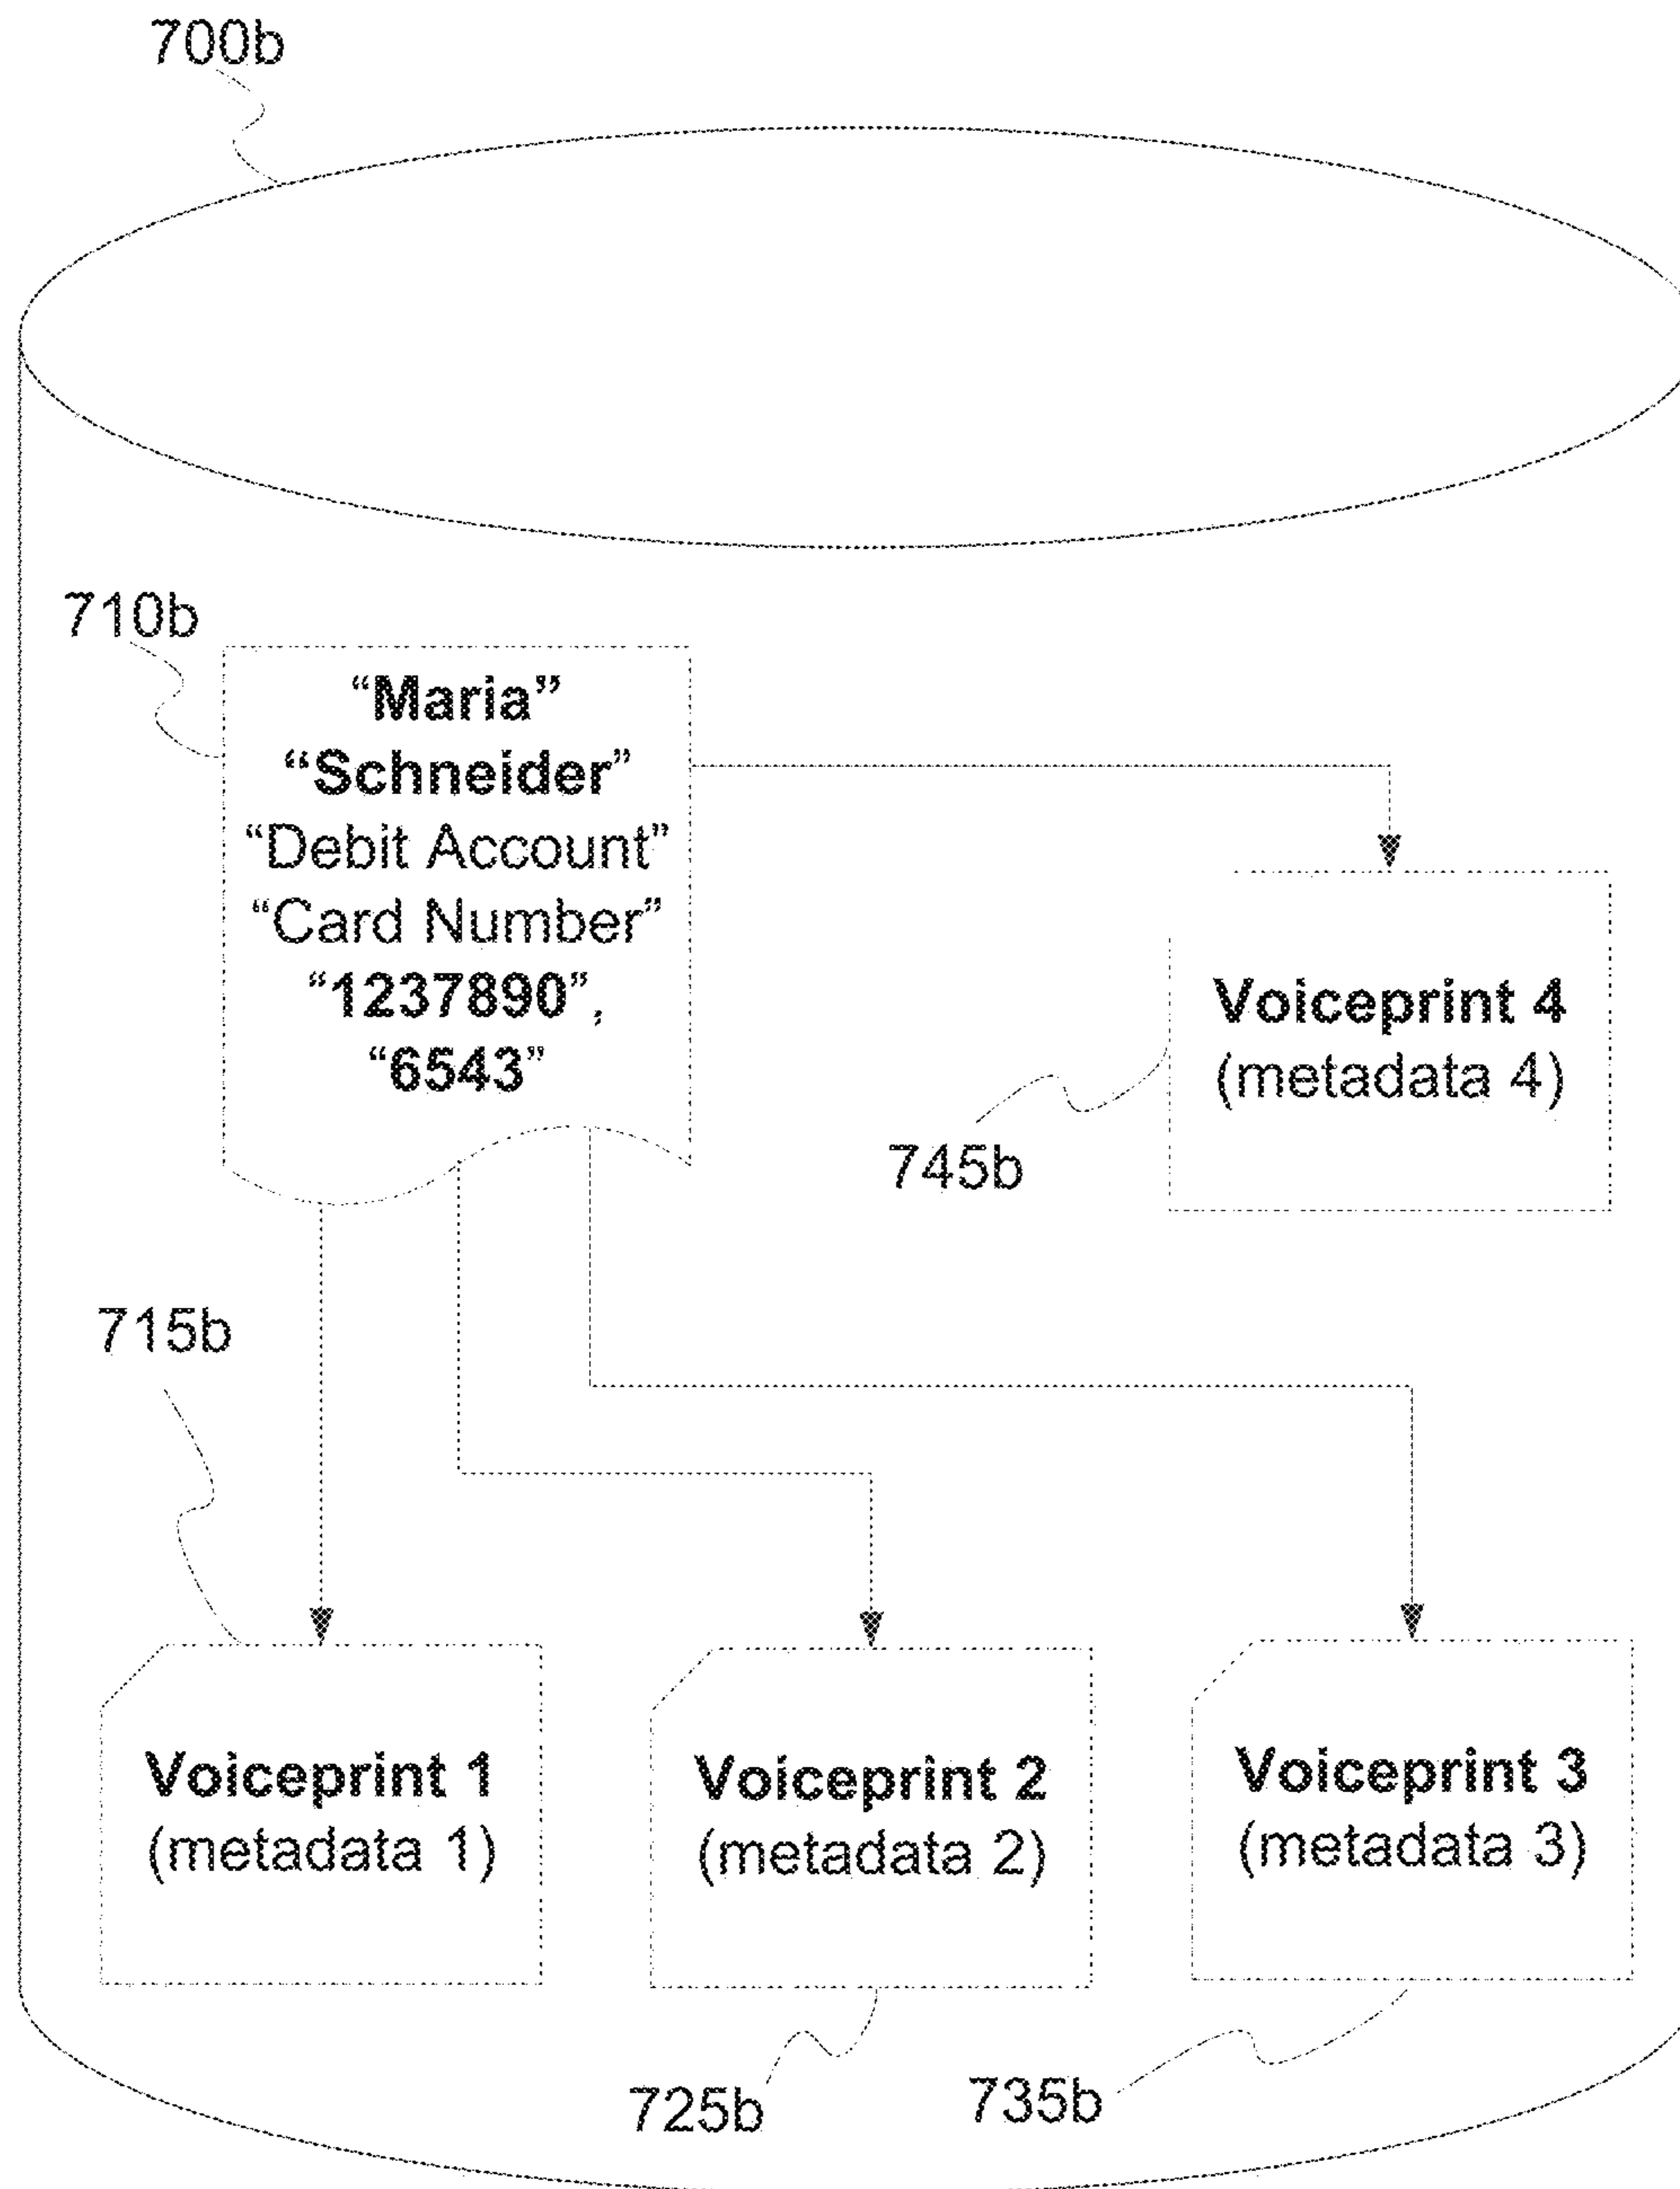 700b
710b
“Maria”
“Schneider”
“Debit Account”
“Card Number”
“1237890”,
“6543”
Voiceprint 4
(metadata 4)
745b
715b
Voiceprint 1
(metadata 1)
Voiceprint 2
(metadata 2)
Voiceprint 3
(metadata 3)
725b
735b